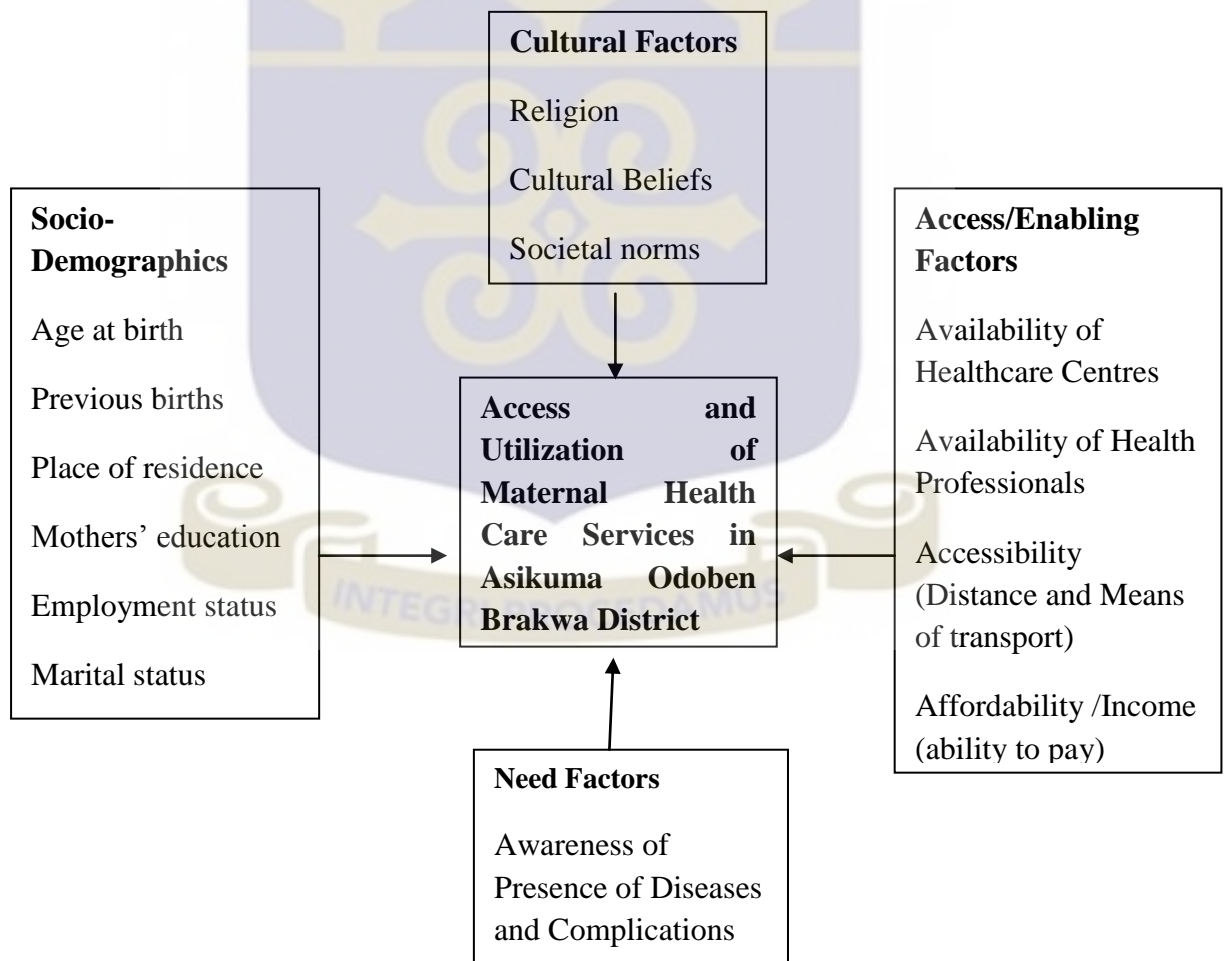 Cultural Factors
Religion
Cultural Beliefs
Societal norms
Socio-
Demographics
Age at birth
Previous births
Place of residence
Mothers’ education
Employment status
Marital status
Access and
Utilization of
Maternal Health
Care Services in
Asikuma Odoben
Brakwa District
Access/Enabling
Factors
Availability of
Healthcare Centres
Availability of Health
Professionals
Accessibility
(Distance and Means
of transport)
Affordability /Income
(ability to pay)
Need Factors
Awareness of
Presence of Diseases
and Complications
INTEGRI PROCEDAMUS